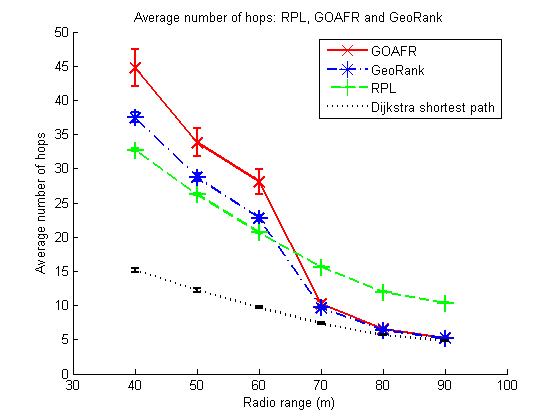 Average number of hops: RPL, GOAFR and GeoRank
50
45
40
35
30
25
20
15
10
5
0
Average number of hops
GOAFR
GeoRank
RPL
Dijkstra shortest path
30
40
50
60
70
80
90
100
Radio range (m)